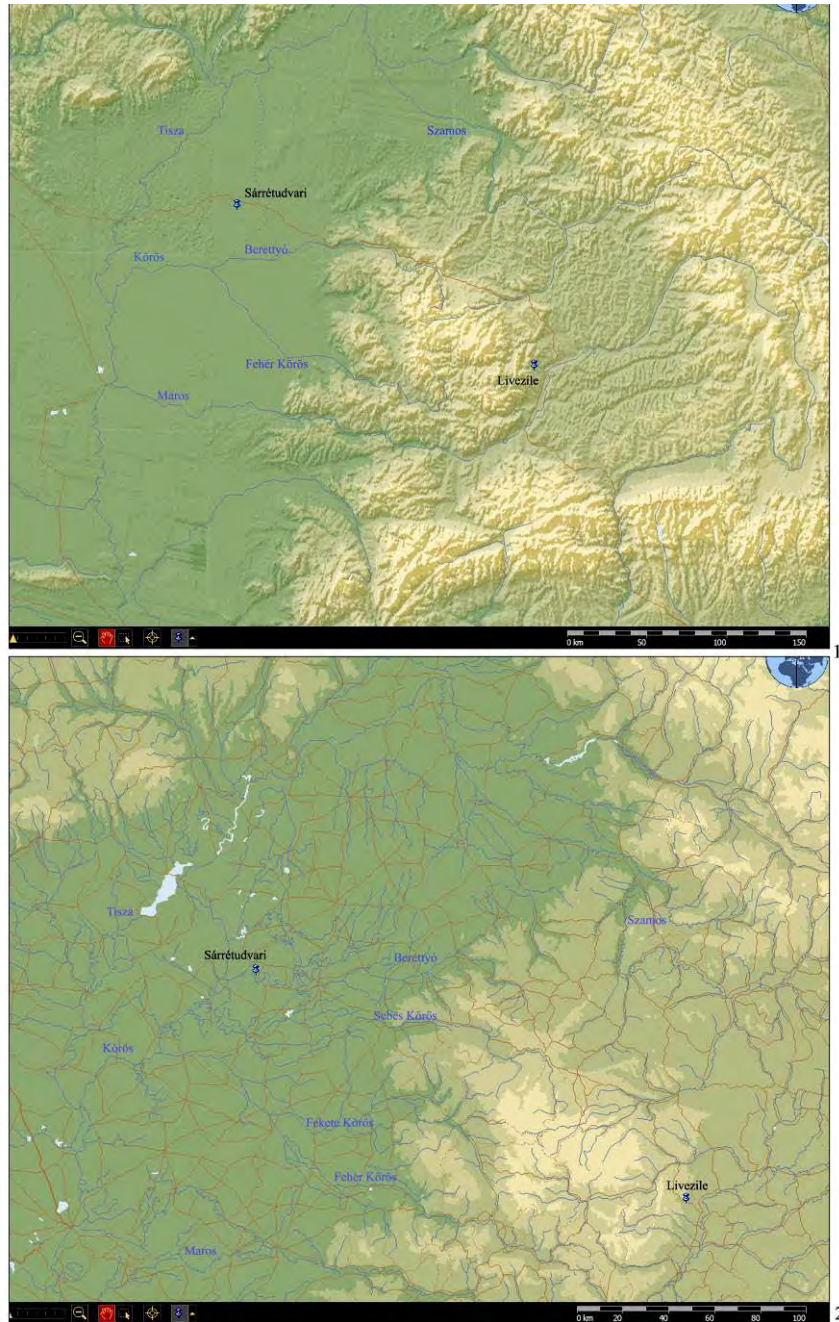 Tisza
Szamos
Sárrétudvari
Körös
Berettyó
Fehér Körös
Livezile
Maros
0 km 50 100 150
1
Tisza
Szamos
Sárrétudvari
Berettyó
Sebes Körös
Körös
Fekete Körös
Fehér Körös
Livezile
Maros
0 km 20 40 60 80 100
2